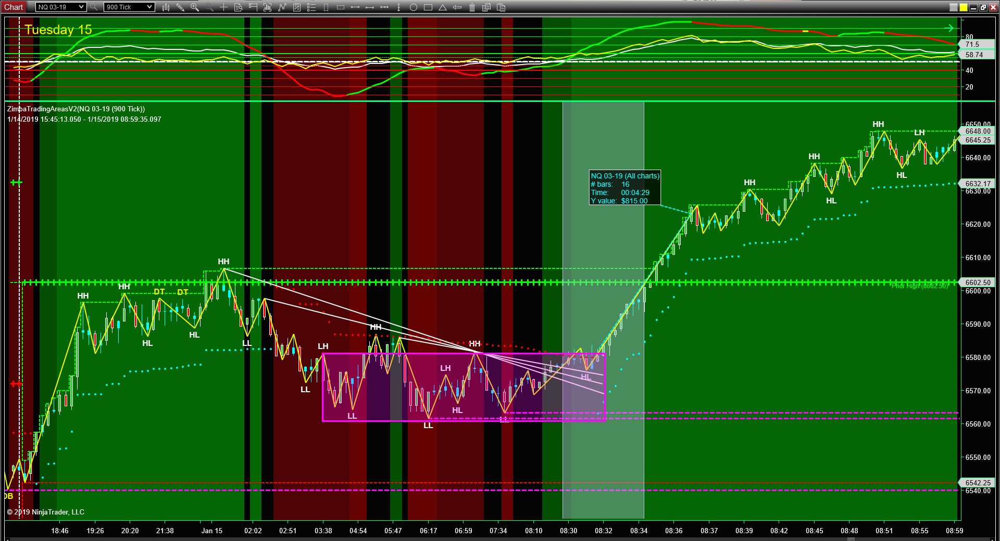 Chart
NQ 03-19
900 Tick
Tuesday 15
80
71.5
58.74
40
20
ZimbaTradingAreasV2(NQ 03-19 (900 Tick))
1/14/2019 15:45:13.050 - 1/15/2019 08:59:35.097
HH
6650.00
6648.00
LH
6645.25
HH
6640.00
NQ 03-19 (All charts)
# bars: 16
Time: 00:04:29
Y value: $815.00
HL
HH
6632.17
6630.00
HL
6620.00
6610.00
HH
6602.50
Prior High (6602.50)
HH
DT
DT
6600.00
HH
6590.00
HH
HL
HL
LL
LH
HH
6580.00
LH
HL
LL
6570.00
HL
LL
LL
LL
6560.00
6550.00
6542.25
6540.00
DB
© 2019 NinjaTrader, LLC
18:46 19:26 20:20 21:38 Jan 15 02:02 02:51 03:38 04:54 05:47 06:17 06:59 07:34 08:10 08:30 08:32 08:34 08:36 08:37 08:39 08:42 08:45 08:48 08:51 08:55 08:59